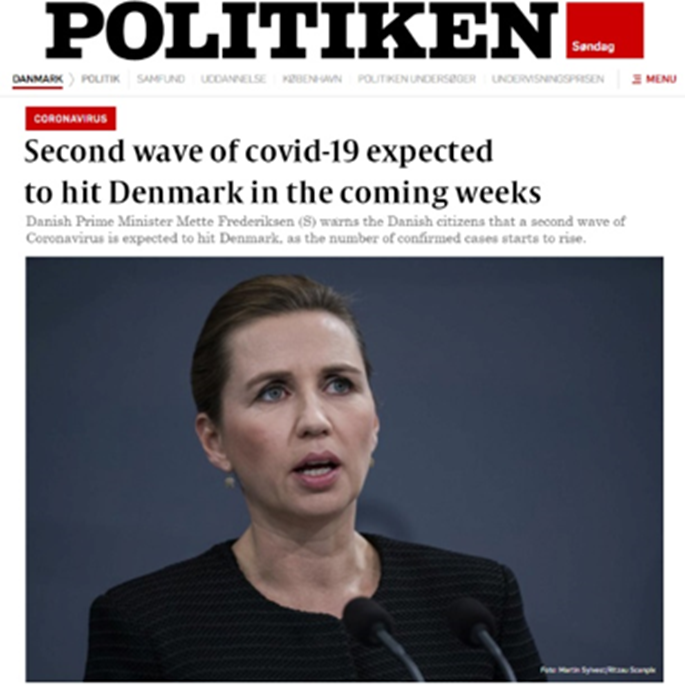 POLITIKEN
Søndag
DANMARK POLITIK SAMFUND UDDANNELSE KØBENHAVN POLITIKEN UNDERSØGER UNDERVISNINGSPRISEN MENU
CORONAVIRUS
Second wave of covid-19 expected
to hit Denmark in the coming weeks
Danish Prime Minister Mette Frederiksen (S) warns the Danish citizens that a second wave of
Coronavirus is expected to hit Denmark, as the number of confirmed cases starts to rise.
Foto: Martin Sylvest/Ritzau Scanpix